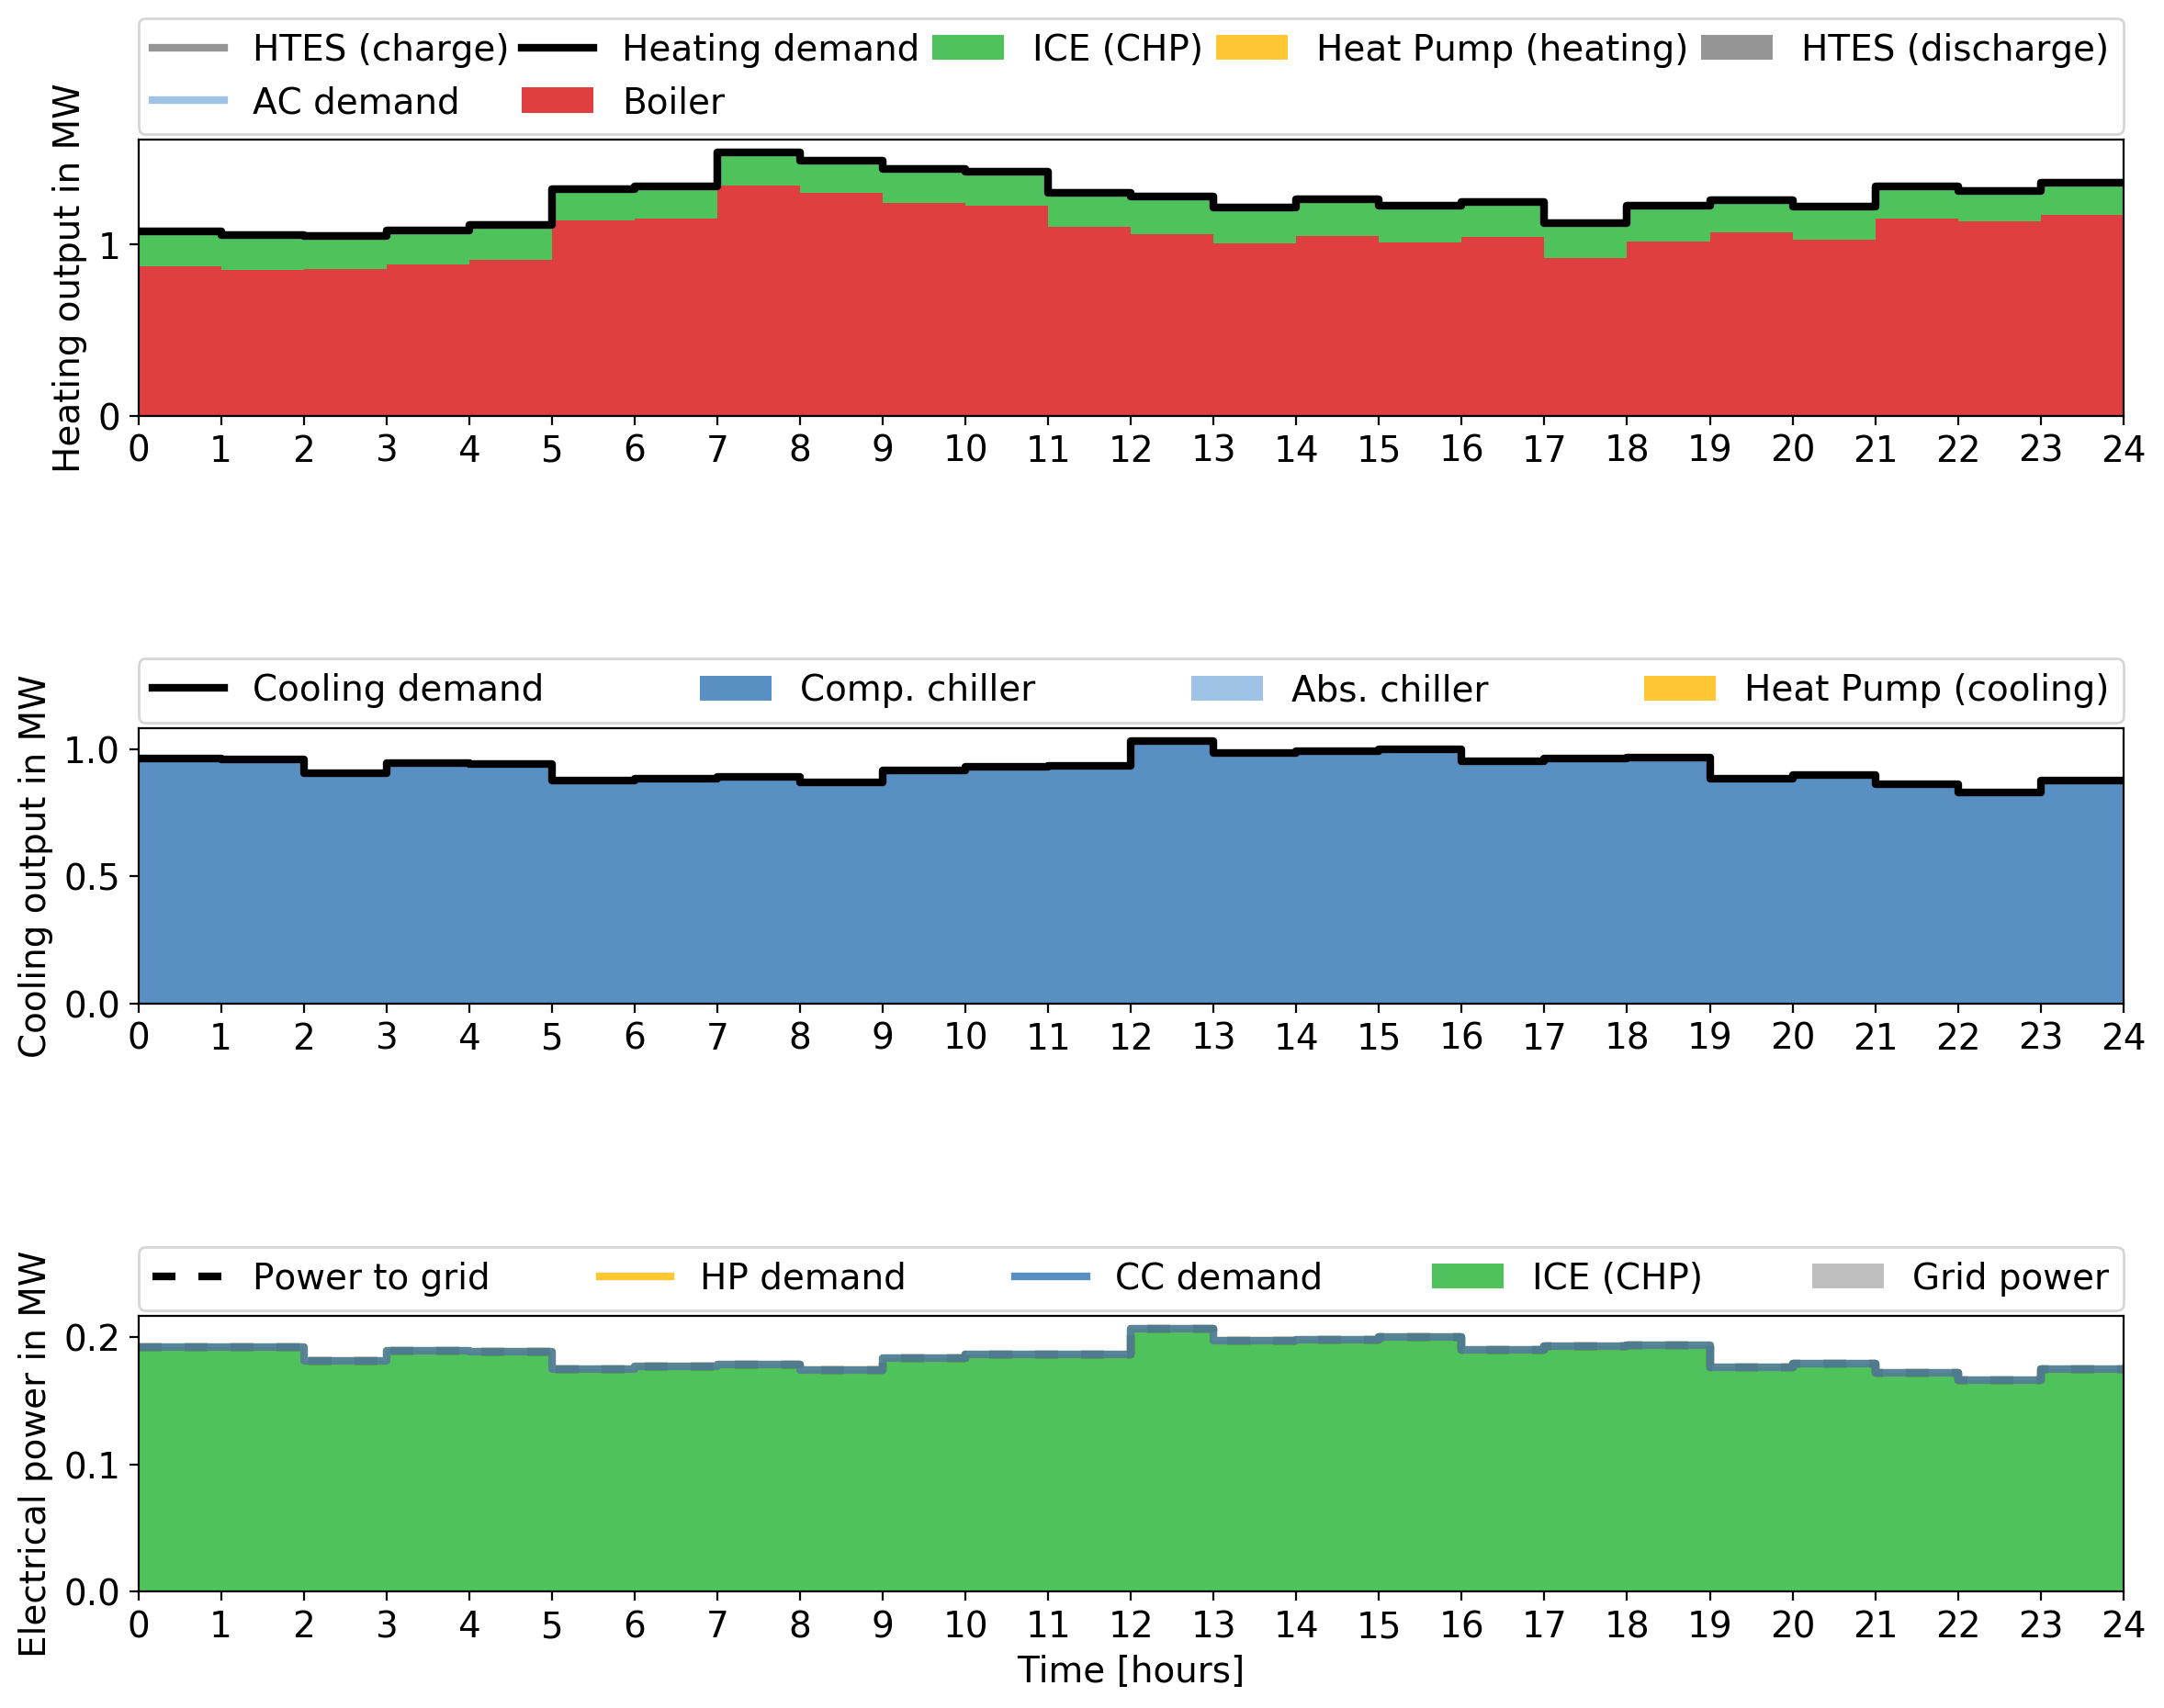 HTES (charge) Heating demand ICE (CHP) Heat Pump (heating) HTES (discharge)
AC demand Boiler
Heating output in MW
1
0
0 1 2 3 4 5 6 7 8 9 10 11 12 13 14 15 16 17 18 19 20 21 22 23 24
Cooling demand Comp. chiller Abs. chiller Heat Pump (cooling)
Cooling output in MW
1.0
0.5
0.0
0 1 2 3 4 5 6 7 8 9 10 11 12 13 14 15 16 17 18 19 20 21 22 23 24
Power to grid HP demand CC demand ICE (CHP) Grid power
Electrical power in MW
0.2
0.1
0.0
0 1 2 3 4 5 6 7 8 9 10 11 12 13 14 15 16 17 18 19 20 21 22 23 24
Time [hours]